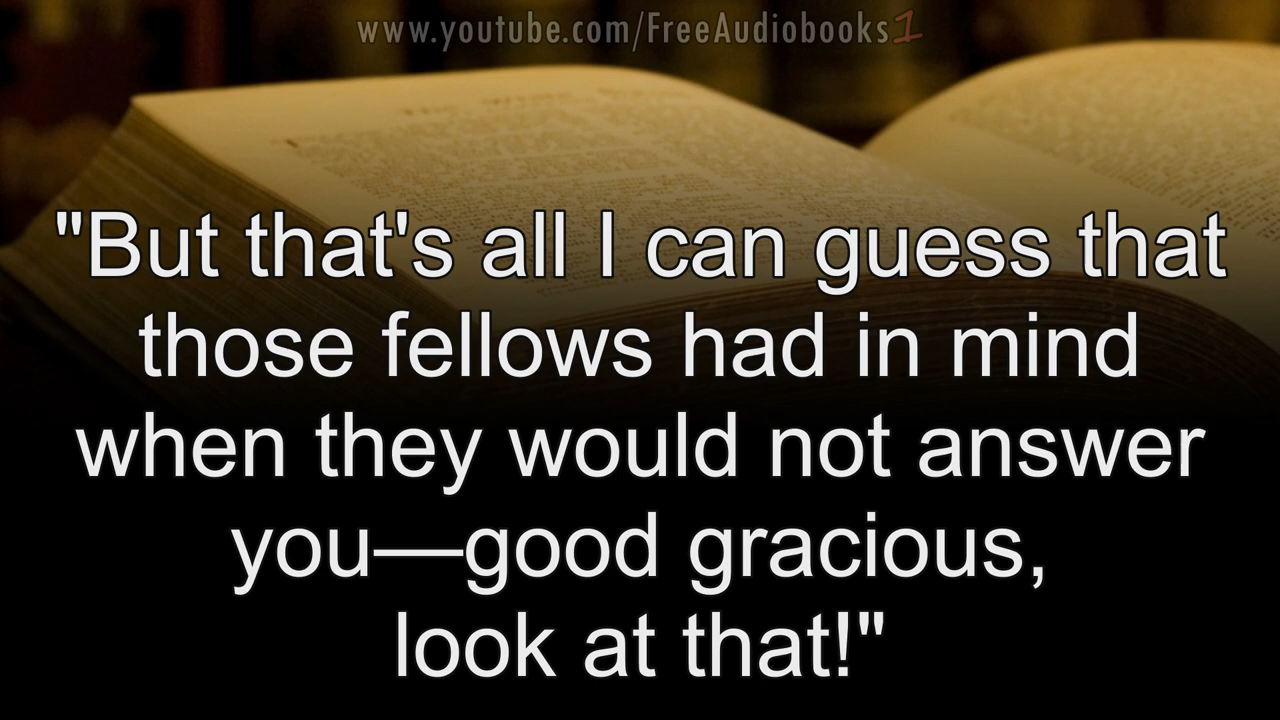 www.youtube.com/FreeAudiobooks1
"But that's all I can guess that
those fellows had in mind
when they would not answer
you—good gracious,
look at that!"